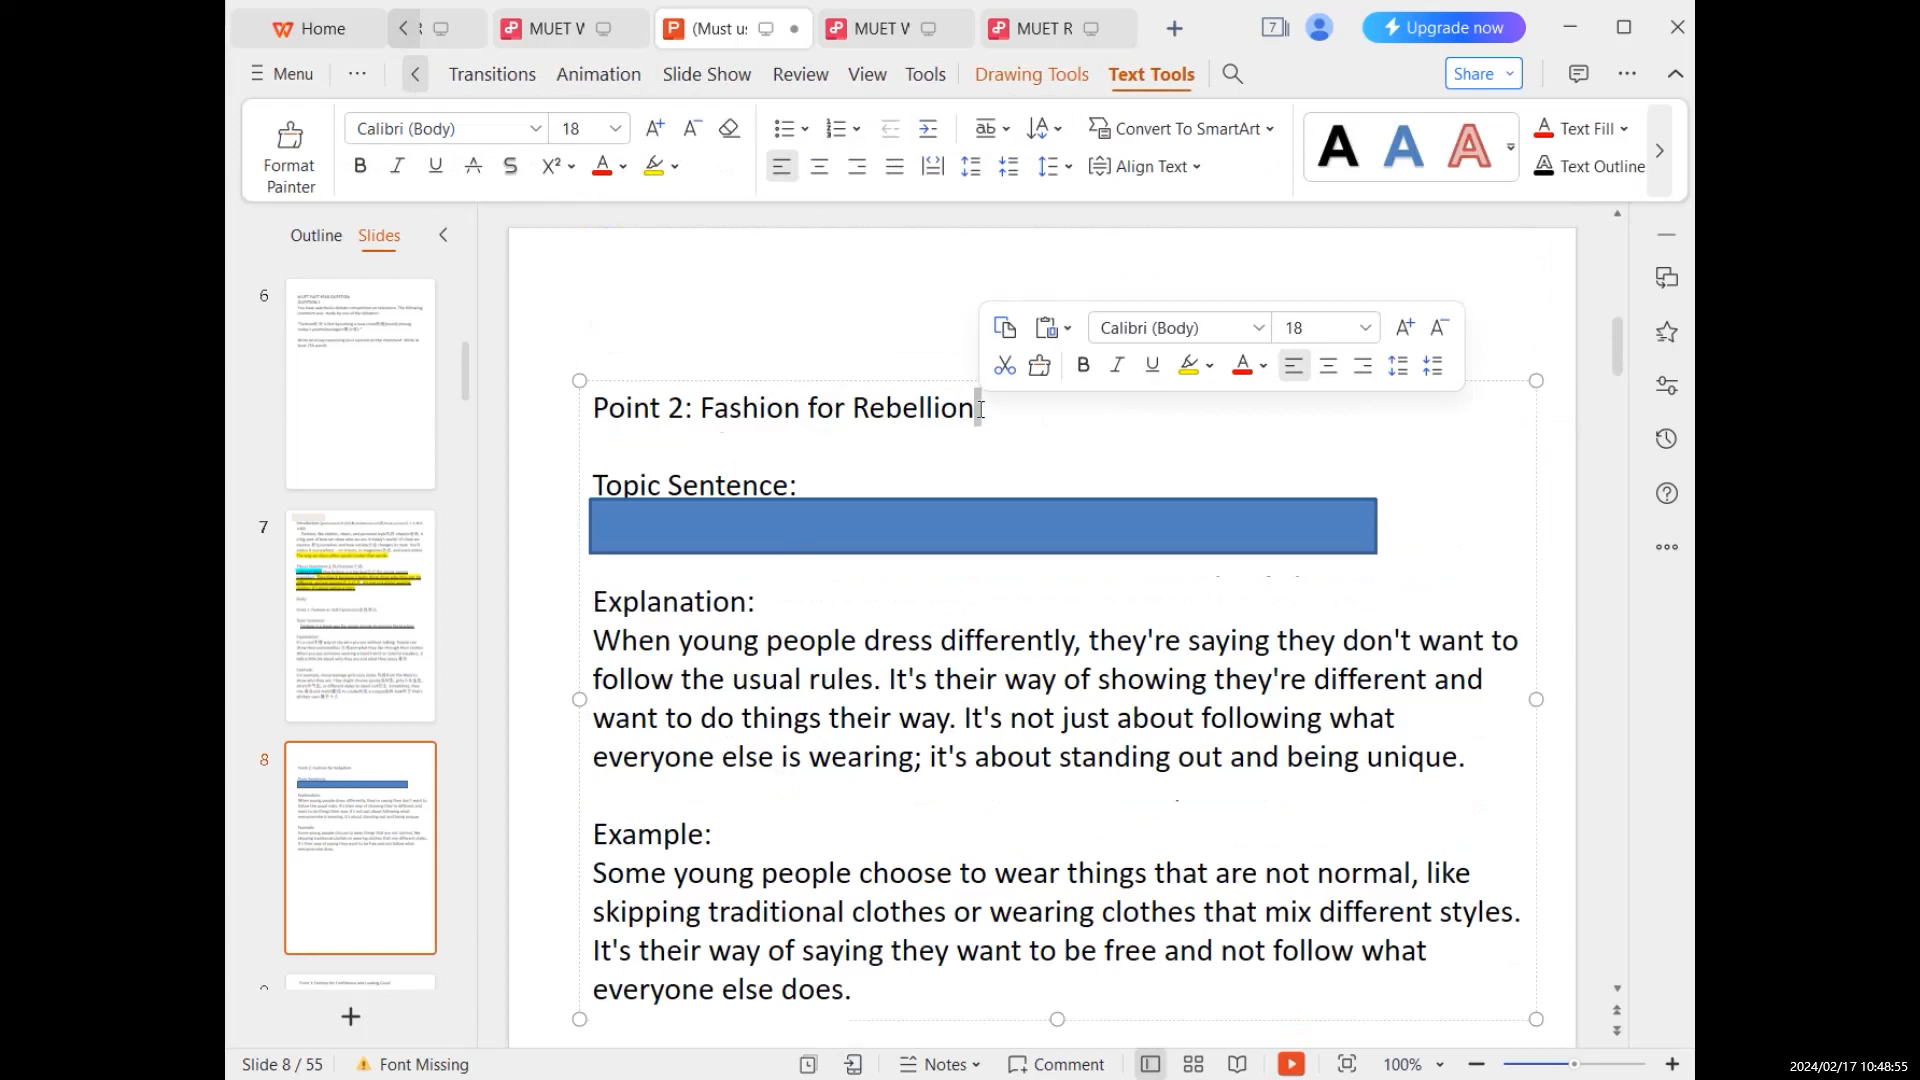 Home
MUET V
(Must u
MUET V
MUET R
7
Upgrade now
Menu
Transitions
Animation
Slide Show
Review
View
Tools
Drawing Tools
Text Tools
Share
Format
Painter
Calibri (Body)
18
Convert To SmartArt
Align Text
A A A
Text Fill
Text Outline
Outline Slides
6
7
8
Calibri (Body)
18
Point 2: Fashion for Rebellion
Topic Sentence:
Explanation:
When young people dress differently, they're saying they don't want to
follow the usual rules. It's their way of showing they're different and
want to do things their way. It's not just about following what
everyone else is wearing; it's about standing out and being unique.
Example:
Some young people choose to wear things that are not normal, like
skipping traditional clothes or wearing clothes that mix different styles.
It's their way of saying they want to be free and not follow what
everyone else does.
Slide 8 / 55
Font Missing
Notes
Comment
100%
2024/02/17 10:48:55